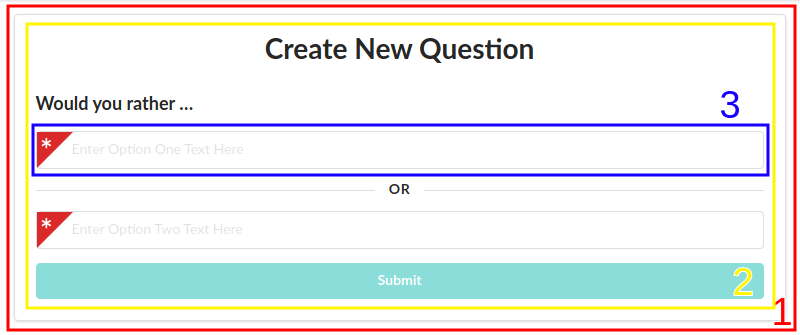 Create New Question
Would you rather ...
3
* Enter Option One Text Here
OR
* Enter Option Two Text Here
Submit
2
1